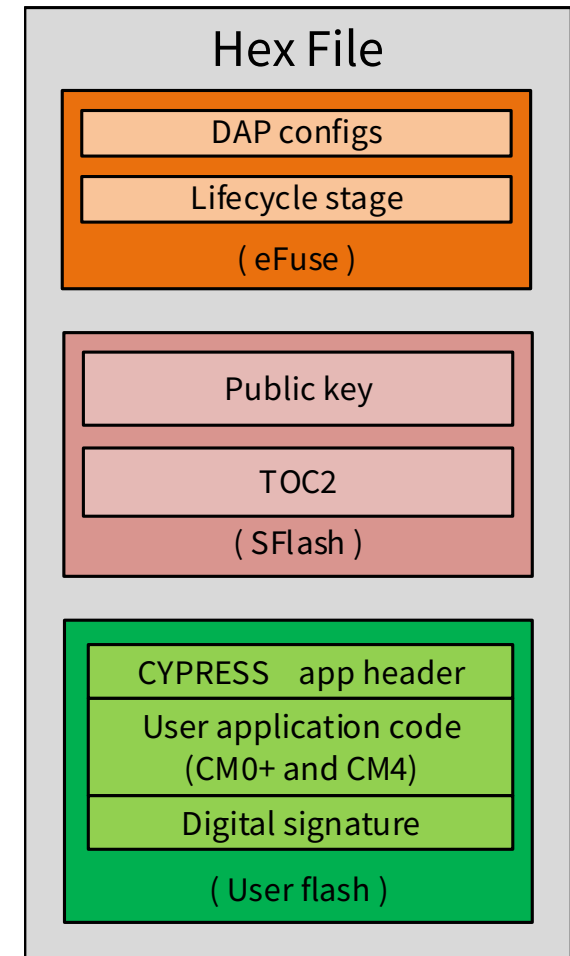 Hex File
DAP configs
Lifecycle stage
( eFuse )
Public key
TOC2
( SFlash )
CYPRESS app header
User application code
(CM0+ and CM4)
Digital signature
( User flash )